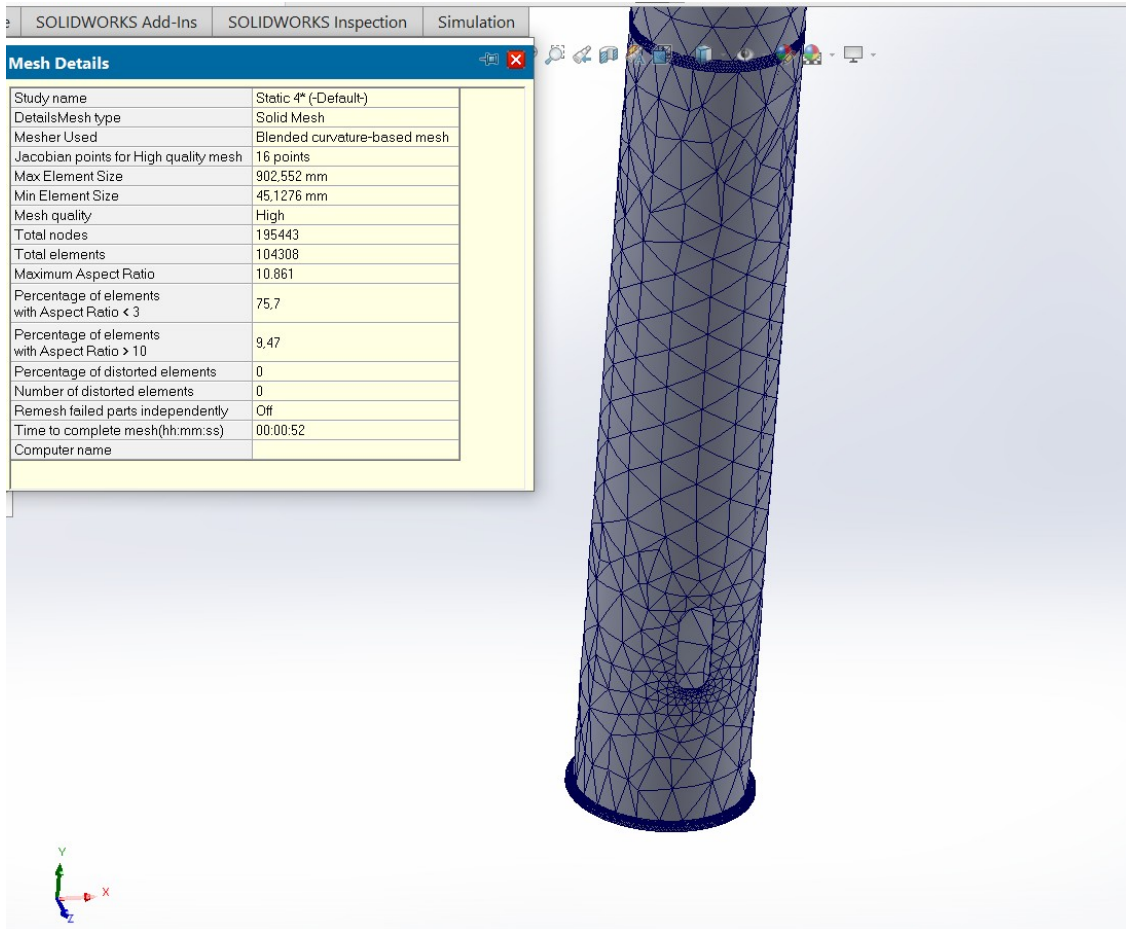 SOLIDWORKS Add-Ins SOLIDWORKS Inspection Simulation
Mesh Details
Study name Static 4* (-Default-)
DetailsMesh type Solid Mesh
Mesher Used Blended curvature-based mesh
Jacobian points for High quality mesh 16 points
Max Element Size 902,552 mm
Min Element Size 45,1276 mm
Mesh quality High
Total nodes 195443
Total elements 104308
Maximum Aspect Ratio 10.861
Percentage of elements
with Aspect Ratio < 3 75,7
Percentage of elements
with Aspect Ratio > 10 9,47
Percentage of distorted elements 0
Number of distorted elements 0
Remesh failed parts independently Off
Time to complete mesh(hh:mm:ss) 00:00:52
Computer name
Y
X
Z